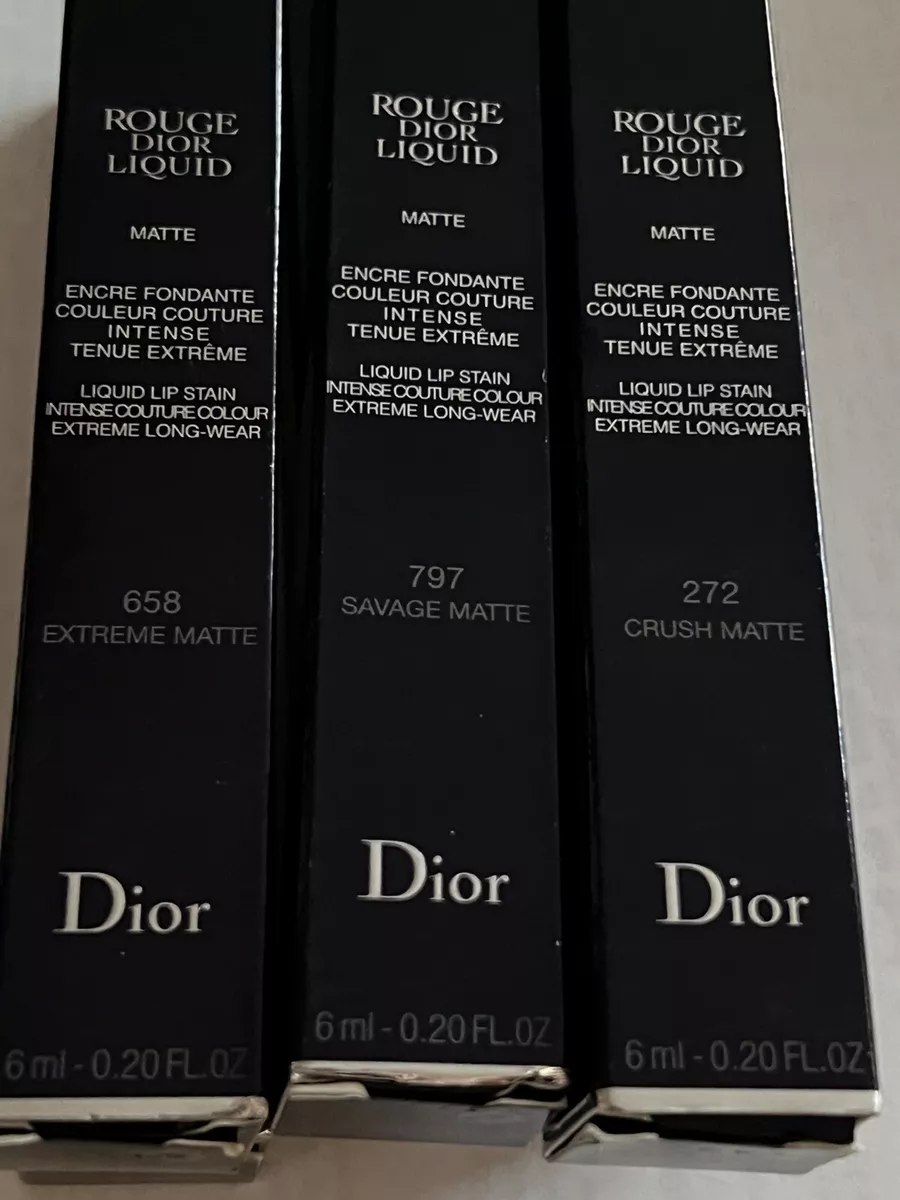 ROUGE
DIOR
LIQUID
MATTE
ENCRE FONDANTE
COULEUR COUTURE
INTENSE
TENUE EXTRÊME
LIQUID LIP STAIN
INTENSE COUTURE COLOUR
EXTREME LONG-WEAR
658
EXTREME MATTE
Dior
6 ml - 0.20 FL.OZ
ROUGE
DIOR
LIQUID
MATTE
ENCRE FONDANTE
COULEUR COUTURE
INTENSE
TENUE EXTRÊME
LIQUID LIP STAIN
INTENSE COUTURE COLOUR
EXTREME LONG-WEAR
797
SAVAGE MATTE
Dior
6 ml - 0.20 FL.OZ
ROUGE
DIOR
LIQUID
MATTE
ENCRE FONDANTE
COULEUR COUTURE
INTENSE
TENUE EXTRÊME
LIQUID LIP STAIN
INTENSE COUTURE COLOUR
EXTREME LONG-WEAR
272
CRUSH MATTE
Dior
6 ml - 0.20 FL.OZ